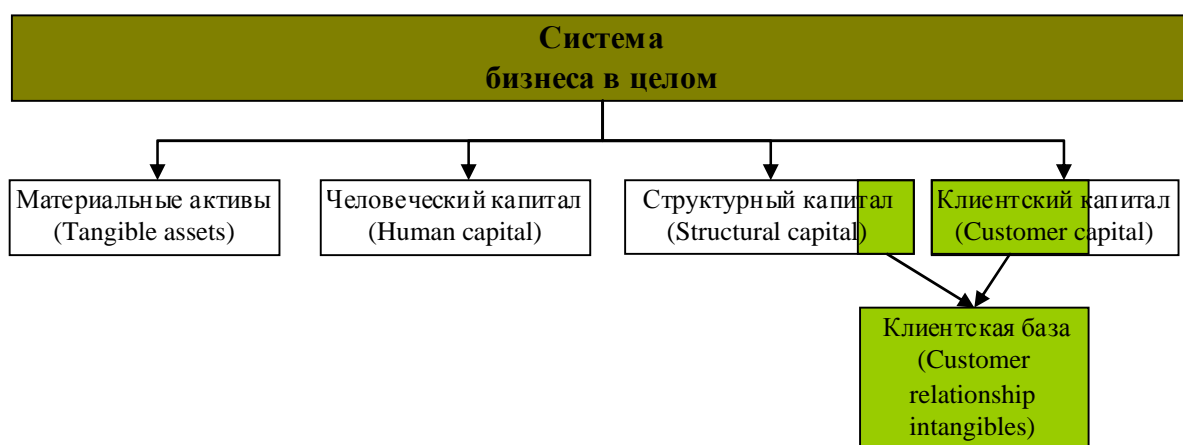 Система
бизнеса в целом
Материальные активы
(Tangible assets)
Человеческий капитал
(Human capital)
Структурный капитал
(Structural capital)
Клиентский капитал
(Customer capital)
Клиентская база
(Customer
relationship
intangibles)